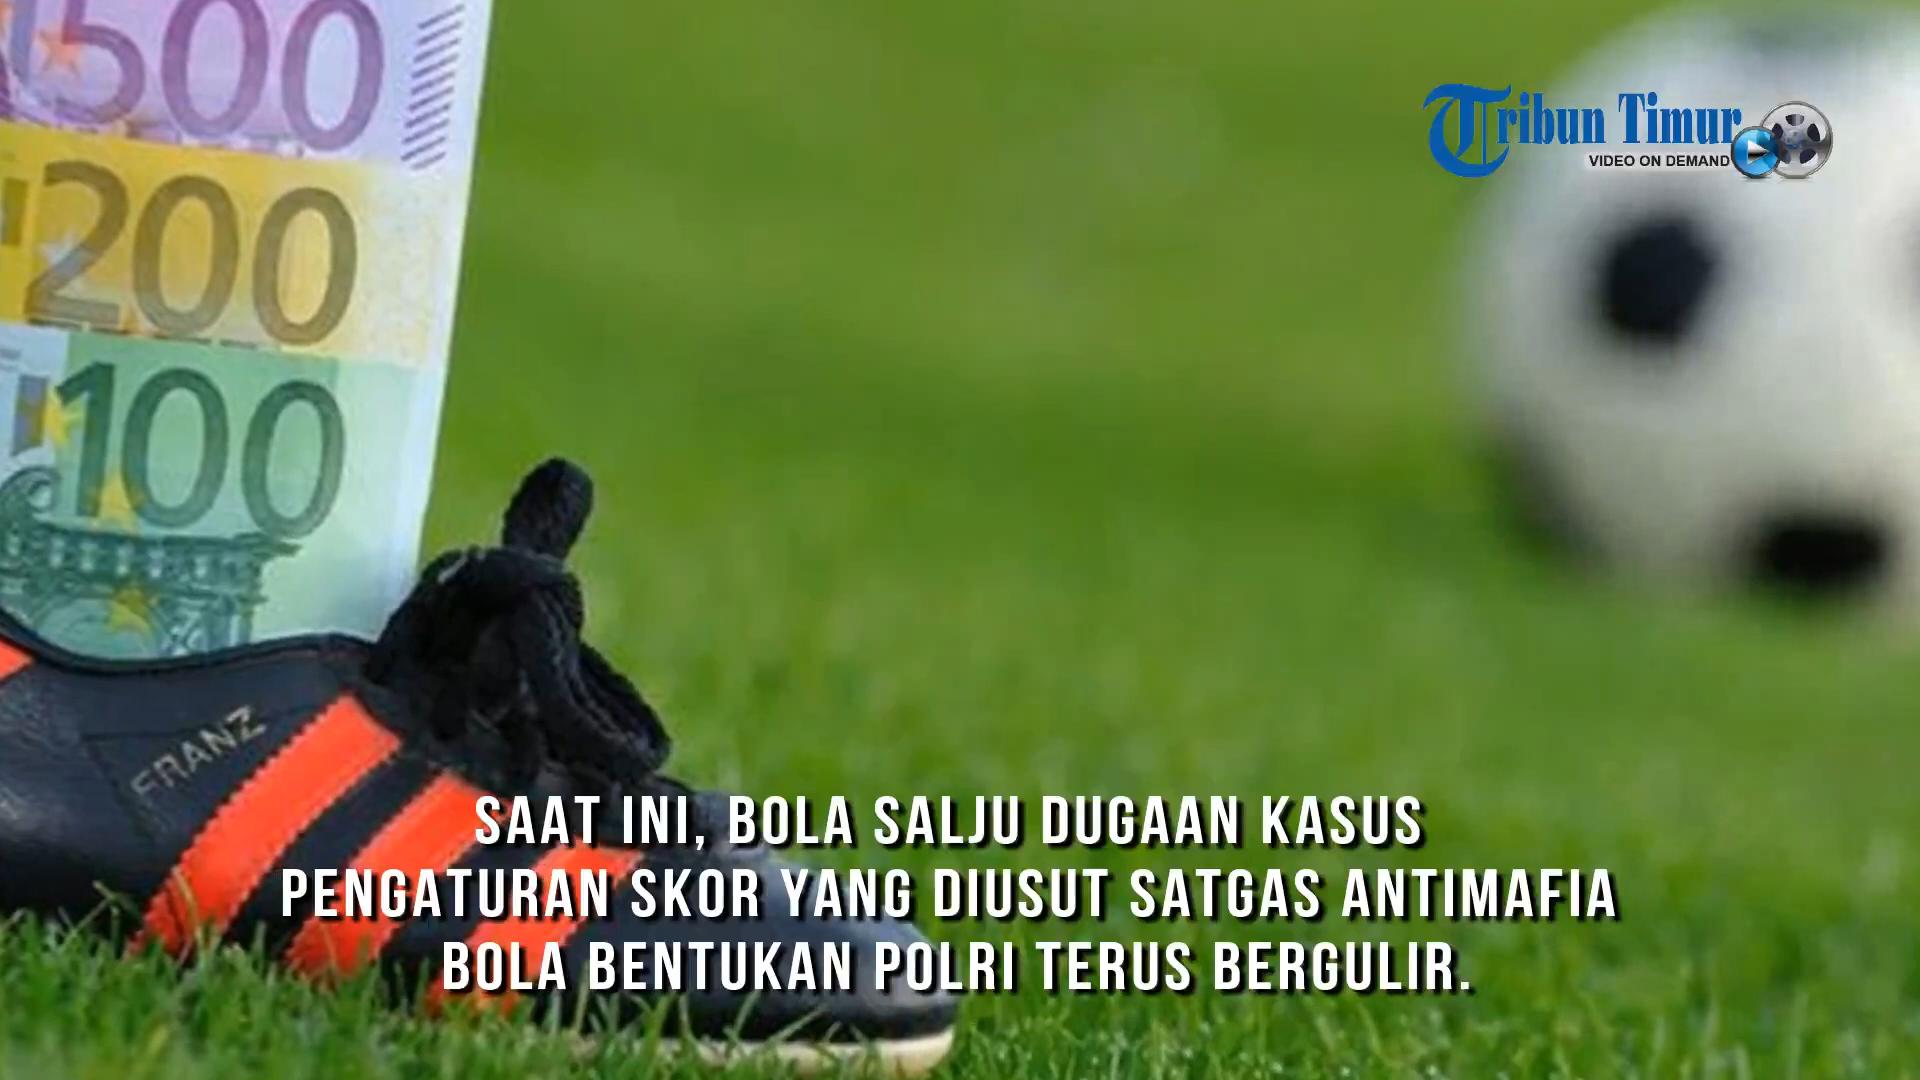 500
200
100
Tribun Timur
VIDEO ON DEMAND
FRANZ
SAAT INI, BOLA SALJU DUGAAN KASUS
PENGATURAN SKOR YANG DIUSUT SATGAS ANTIMAFIA
BOLA BENTUKAN POLRI TERUS BERGULIR.